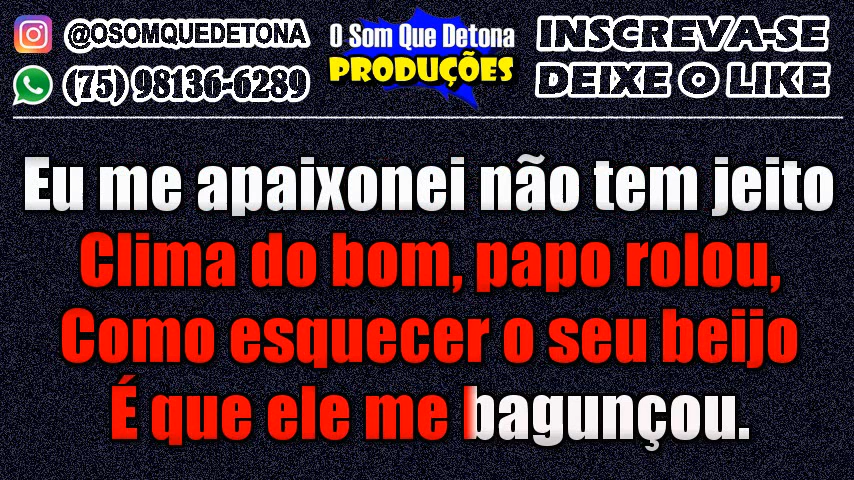 @OSOMQUEDETONA
(75) 98136-6289
O Som Que Detona
PRODUÇÕES
INSCREVA-SE
DEIXE O LIKE
Eu me apaixonei não tem jeito
Clima do bom, papo rolou,
Como esquecer o seu beijo
É que ele me bagunçou.